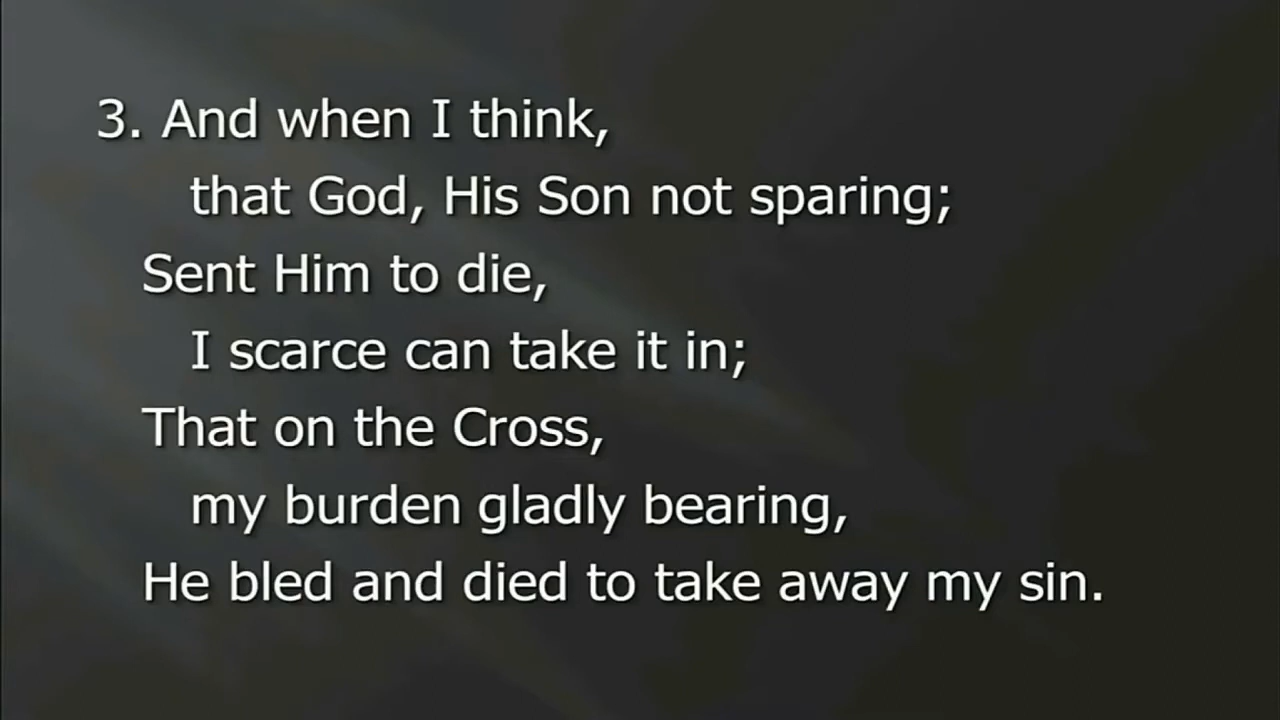 3. And when I think,
that God, His Son not sparing;
Sent Him to die,
I scarce can take it in;
That on the Cross,
my burden gladly bearing,
He bled and died to take away my sin.